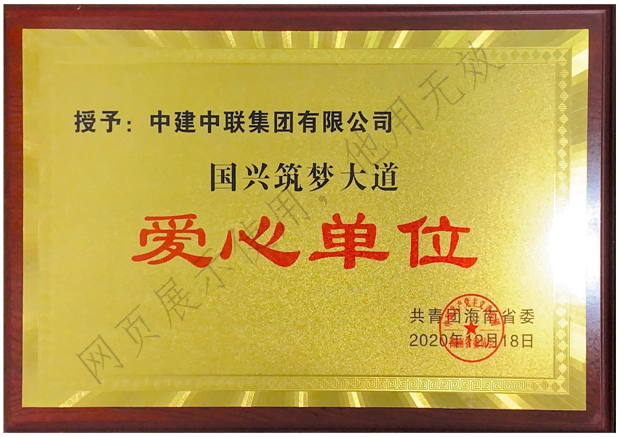 授予：中建中联集团有限公司
国兴筑梦大道
爱心单位
共青团海南省委
2020年12月18日
网页展示使用，他用无效